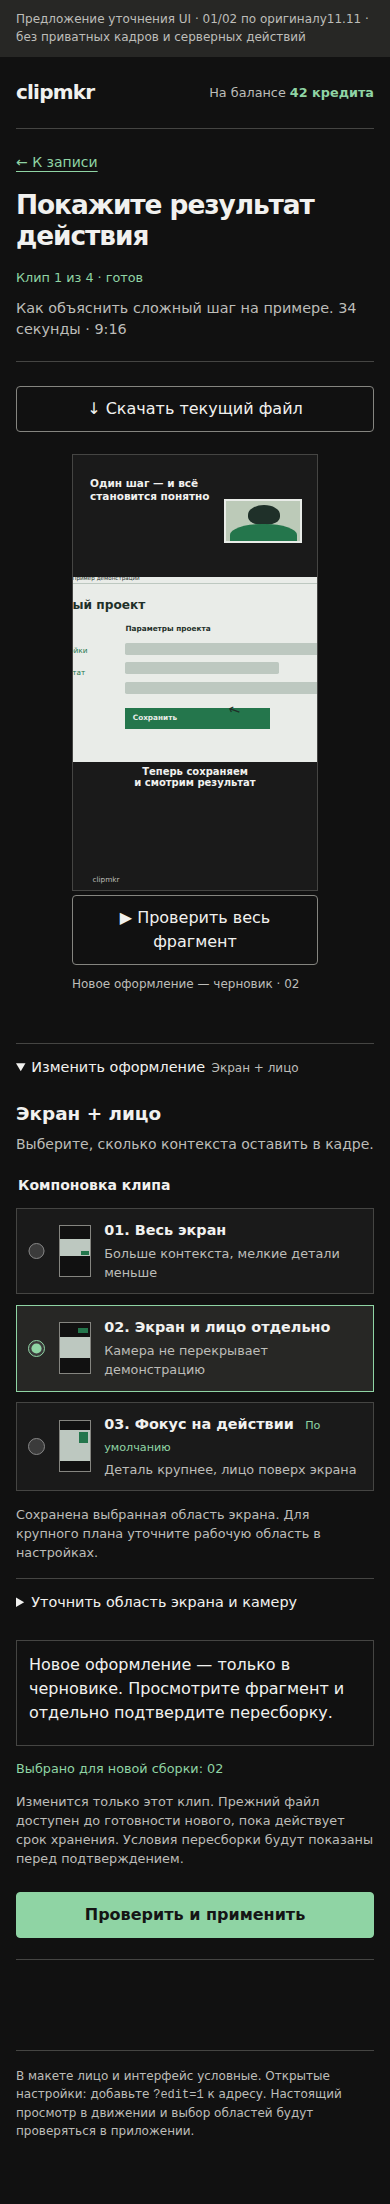 Предложение уточнения UI · 01/02 по оригиналу11.11 ·
без приватных кадров и серверных действий
clipmkr
На балансе 42 кредита
← К записи
Покажите результат
действия
Клип 1 из 4 · готов
Как объяснить сложный шаг на примере. 34
секунды · 9:16
↓ Скачать текущий файл
Один шаг — и всё
становится понятно
ример демонстрации
ый проект
Параметры проекта
йки
тат
Сохранить
Теперь сохраняем
и смотрим результат
clipmkr
▶ Проверить весь
фрагмент
Новое оформление — черновик · 02
▼ Изменить оформление Экран + лицо
Экран + лицо
Выберите, сколько контекста оставить в кадре.
Компоновка клипа
01. Весь экран
Больше контекста, мелкие детали
меньше
02. Экран и лицо отдельно
Камера не перекрывает
демонстрацию
03. Фокус на действии По
умолчанию
Деталь крупнее, лицо поверх экрана
Сохранена выбранная область экрана. Для
крупного плана уточните рабочую область в
настройках.
▶ Уточнить область экрана и камеру
Новое оформление — только в
черновике. Просмотрите фрагмент и
отдельно подтвердите пересборку.
Выбрано для новой сборки: 02
Изменится только этот клип. Прежний файл
доступен до готовности нового, пока действует
срок хранения. Условия пересборки будут показаны
перед подтверждением.
Проверить и применить
В макете лицо и интерфейс условные. Открытые
настройки: добавьте ?edit=1 к адресу. Настоящий
просмотр в движении и выбор областей будут
проверяться в приложении.